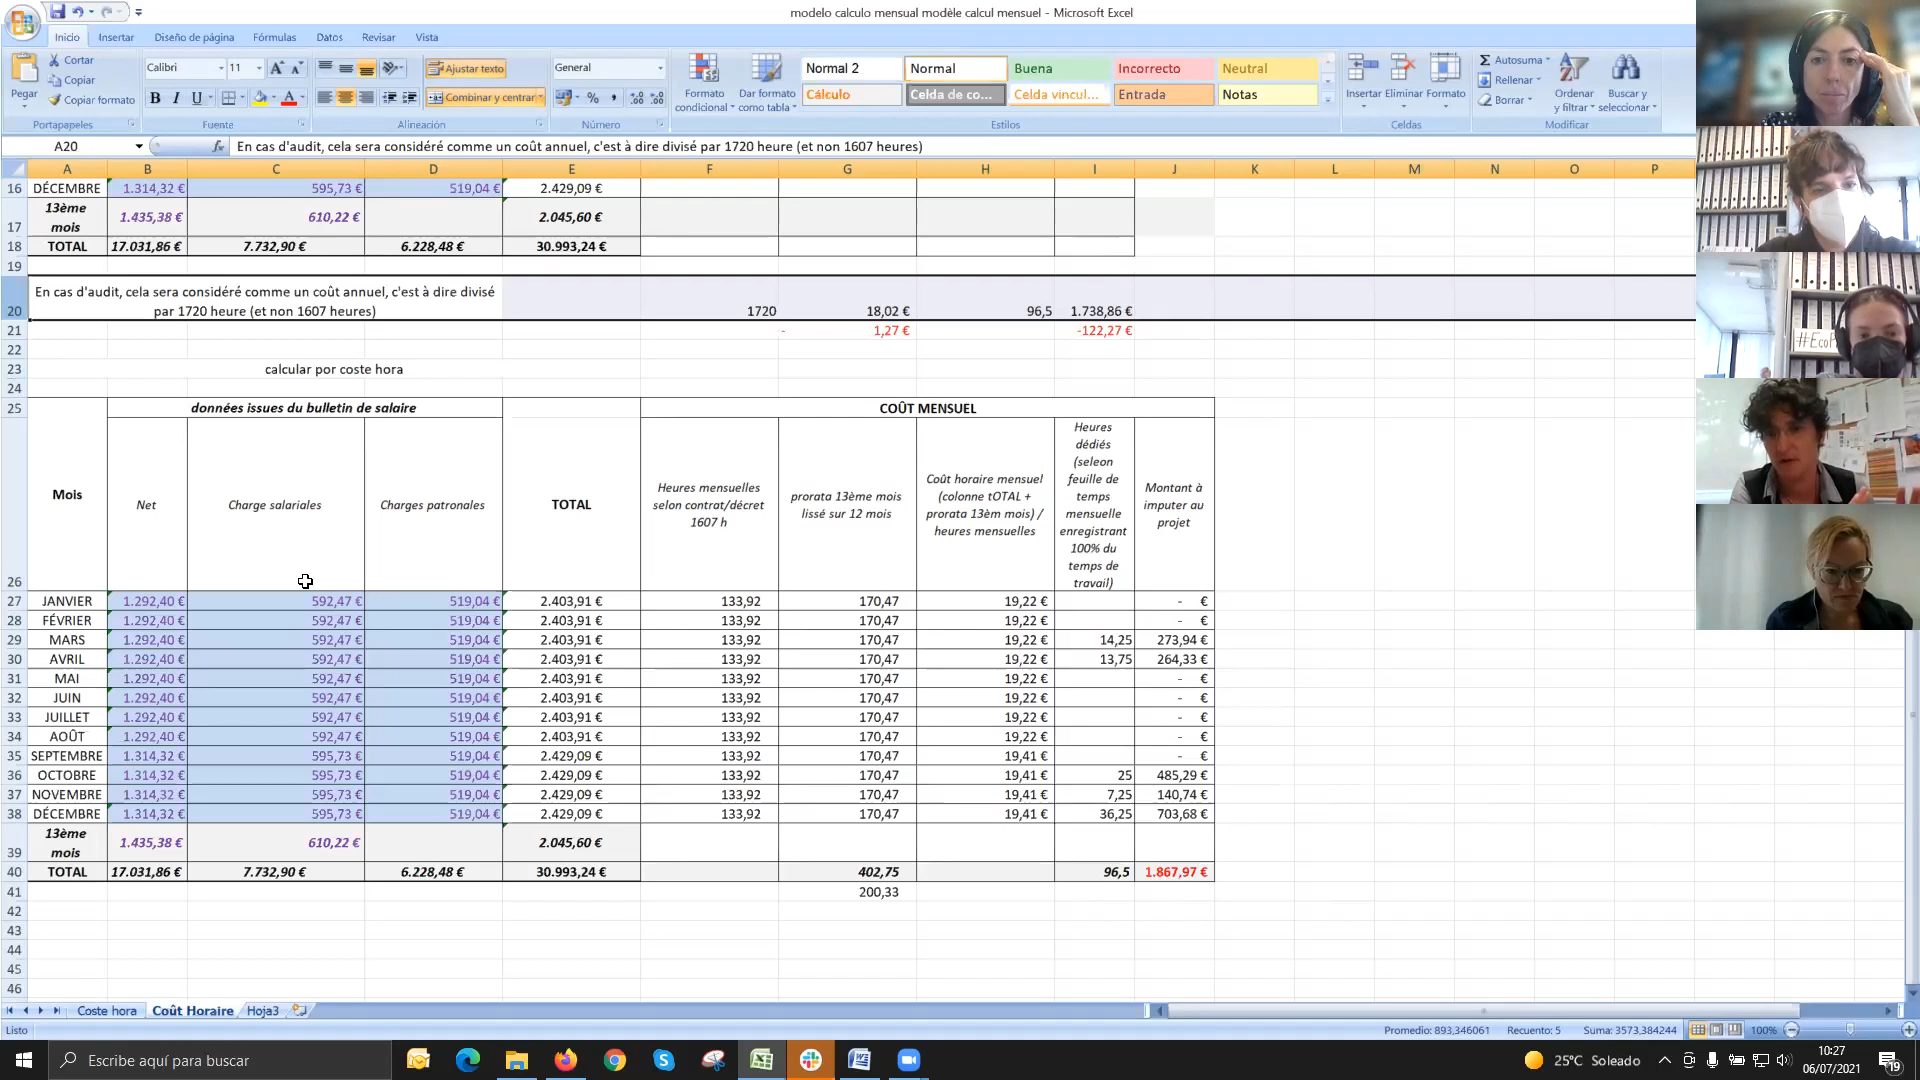 modelo calculo mensual modèle calcul mensuel - Microsoft Excel
Inicio Insertar Diseño de página Fórmulas Datos Revisar Vista
Cortar
Copiar
Copiar formato
Pegar
Portapapeles
Calibri 11
N K S
Fuente
Ajustar texto
Combinar y centrar
Alineación
General
% 
Número
Formato condicional
Dar formato como tabla
Normal 2 Normal Buena Incorrecto Neutral
Cálculo Celda de co... Celda vincul... Entrada Notas
Estilos
Insertar Eliminar Formato
Celdas
Autosuma
Rellenar
Borrar
Ordenar y filtrar
Buscar y seleccionar
Modificar
A20 fx En cas d'audit, cela sera considéré comme un coût annuel, c'est à dire divisé par 1720 heure (et non 1607 heures)
A B C D E F G H I J K L M N O P
16 DÉCEMBRE 1.314,32 € 595,73 € 519,04 € 2.429,09 €
17 13ème mois 1.435,38 € 610,22 € 2.045,60 €
18 TOTAL 17.031,86 € 7.732,90 € 6.228,48 € 30.993,24 €
19
20 En cas d'audit, cela sera considéré comme un coût annuel, c'est à dire divisé
par 1720 heure (et non 1607 heures) 1720 18,02 € 96,5 1.738,86 €
21 - 1,27 € -122,27 €
22
23 calcular por coste hora
24
25 données issues du bulletin de salaire COÛT MENSUEL
26 Mois
Net
Charge salariales
Charges patronales
TOTAL
Heures mensuelles
selon contrat/décret
1607 h
prorata 13ème mois
lissé sur 12 mois
Coût horaire mensuel
(colonne tOTAL +
prorata 13èm mois) /
heures mensuelles
Heures
dédiés
(seleon
feuille de
temps
mensuelle
enregistrant
100% du
temps de
travail)
Montant à
imputer au
projet
27 JANVIER 1.292,40 € 592,47 € 519,04 € 2.403,91 € 133,92 170,47 19,22 € - €
28 FÉVRIER 1.292,40 € 592,47 € 519,04 € 2.403,91 € 133,92 170,47 19,22 € - €
29 MARS 1.292,40 € 592,47 € 519,04 € 2.403,91 € 133,92 170,47 19,22 € 14,25 273,94 €
30 AVRIL 1.292,40 € 592,47 € 519,04 € 2.403,91 € 133,92 170,47 19,22 € 13,75 264,33 €
31 MAI 1.292,40 € 592,47 € 519,04 € 2.403,91 € 133,92 170,47 19,22 € - €
32 JUIN 1.292,40 € 592,47 € 519,04 € 2.403,91 € 133,92 170,47 19,22 € - €
33 JUILLET 1.292,40 € 592,47 € 519,04 € 2.403,91 € 133,92 170,47 19,22 € - €
34 AOÛT 1.292,40 € 592,47 € 519,04 € 2.403,91 € 133,92 170,47 19,22 € - €
35 SEPTEMBRE 1.314,32 € 595,73 € 519,04 € 2.429,09 € 133,92 170,47 19,41 € - €
36 OCTOBRE 1.314,32 € 595,73 € 519,04 € 2.429,09 € 133,92 170,47 19,41 € 25 485,29 €
37 NOVEMBRE 1.314,32 € 595,73 € 519,04 € 2.429,09 € 133,92 170,47 19,41 € 7,25 140,74 €
38 DÉCEMBRE 1.314,32 € 595,73 € 519,04 € 2.429,09 € 133,92 170,47 19,41 € 36,25 703,68 €
39 13ème mois 1.435,38 € 610,22 € 2.045,60 €
40 TOTAL 17.031,86 € 7.732,90 € 6.228,48 € 30.993,24 € 402,75 96,5 1.867,97 €
41 200,33
42
43
44
45
46
Coste hora Coût Horaire Hoja3
Listo Promedio: 893,346061 Recuento: 5 Suma: 3573,384244 100%
Escribe aquí para buscar
25°C Soleado
10:27
06/07/2021
19